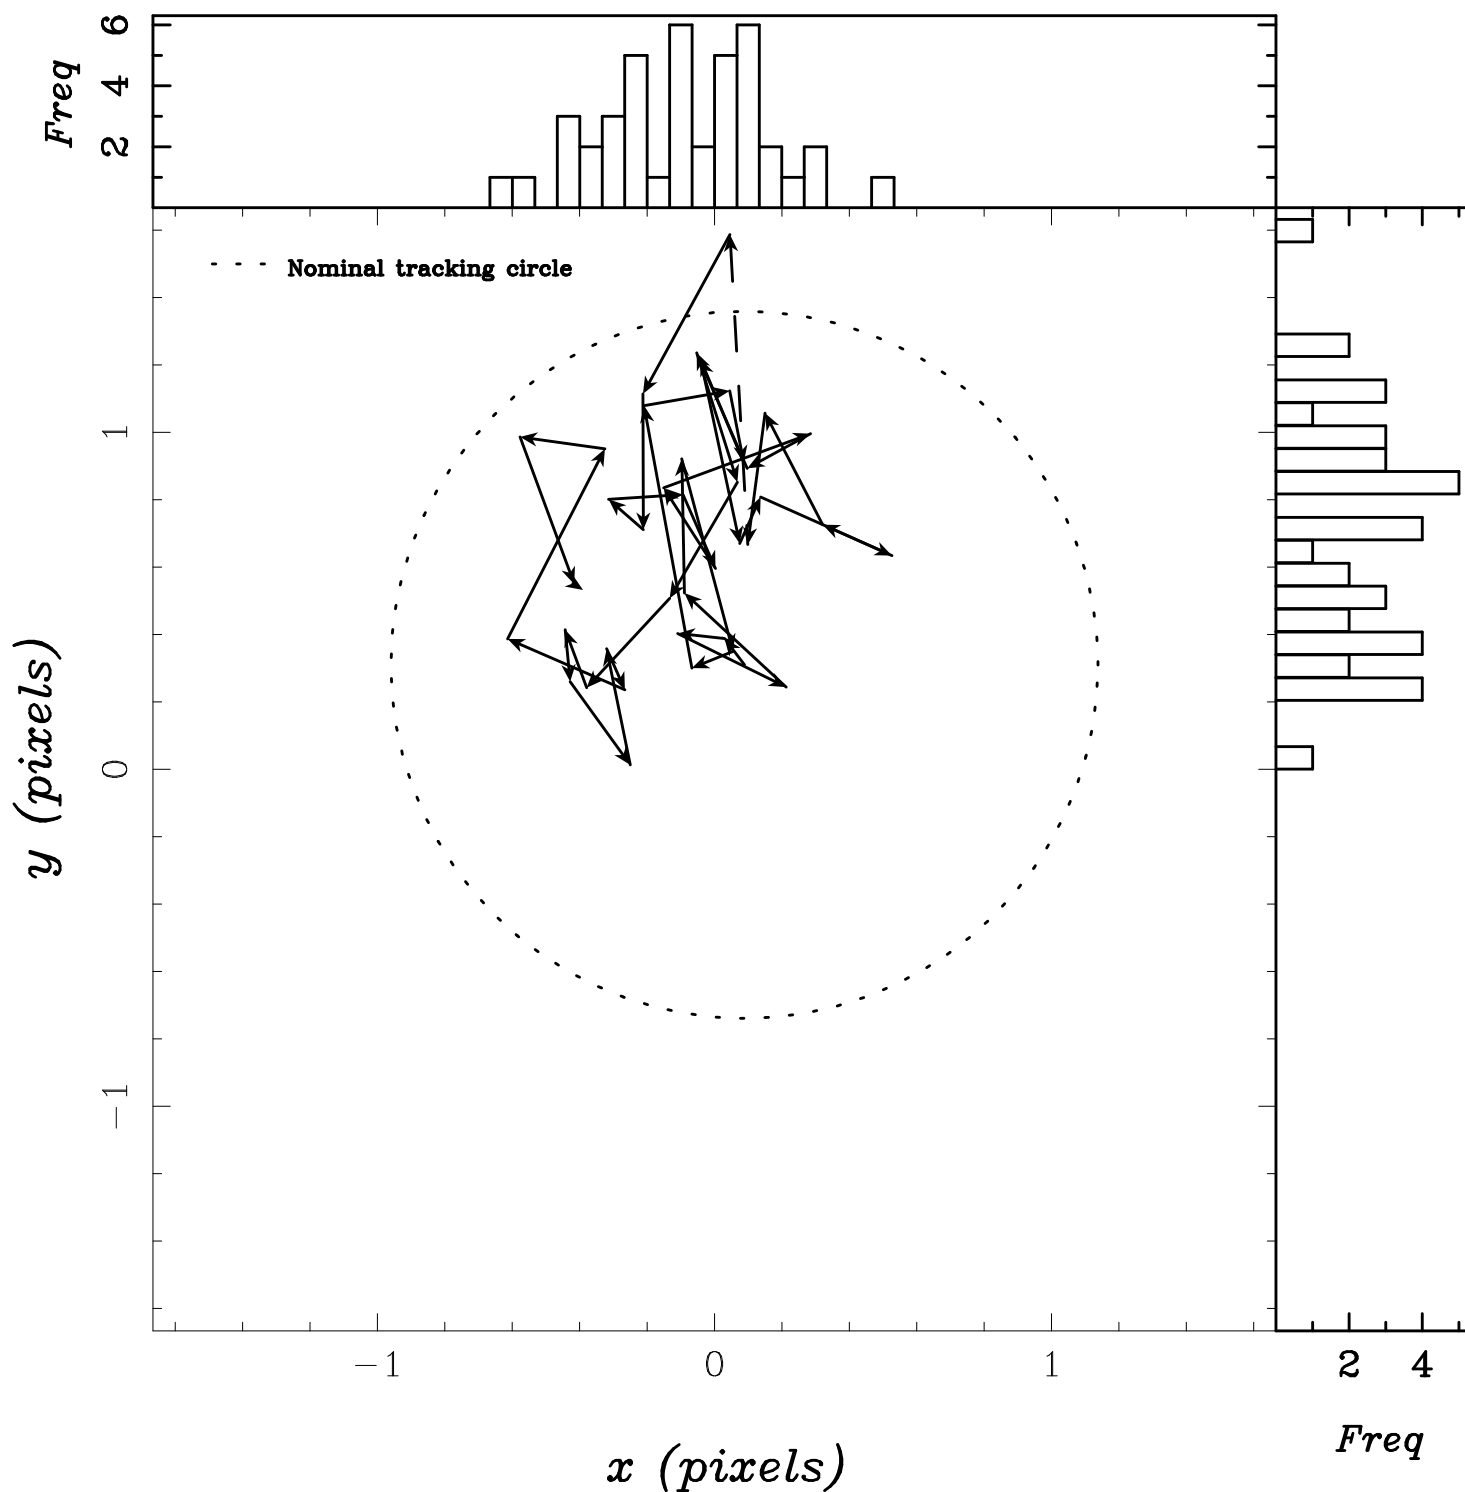 Freq
2 4 6
Nominal tracking circle
y (pixels)
1
0
−1
−1 0 1
2 4
Freq
x (pixels)